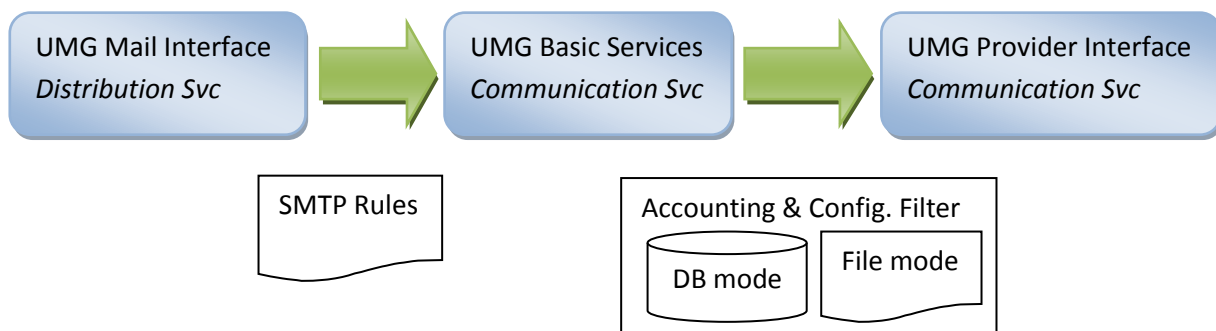 UMG Mail Interface
Distribution Svc
UMG Basic Services
Communication Svc
UMG Provider Interface
Communication Svc
SMTP Rules
Accounting & Config. Filter
DB mode
File mode